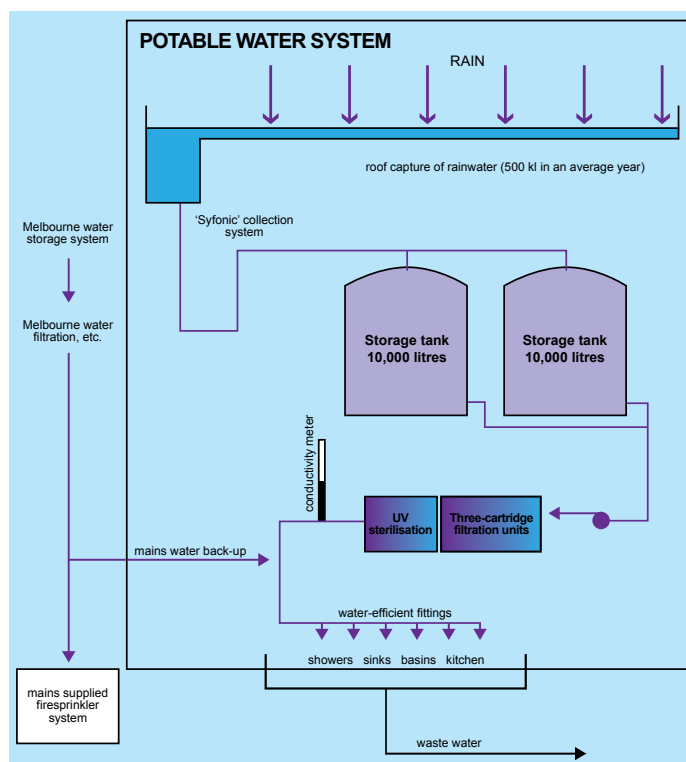 POTABLE WATER SYSTEM
RAIN
roof capture of rainwater (500 kl in an average year)
'Syfonic' collection
system
Melbourne water
storage system
Melbourne water
filtration, etc.
Storage tank
10,000 litres
Storage tank
10,000 litres
conductivity meter
UV
sterilisation
Three-cartridge
filtration units
mains water back-up
water-efficient fittings
showers sinks basins kitchen
mains supplied
firesprinkler
system
waste water